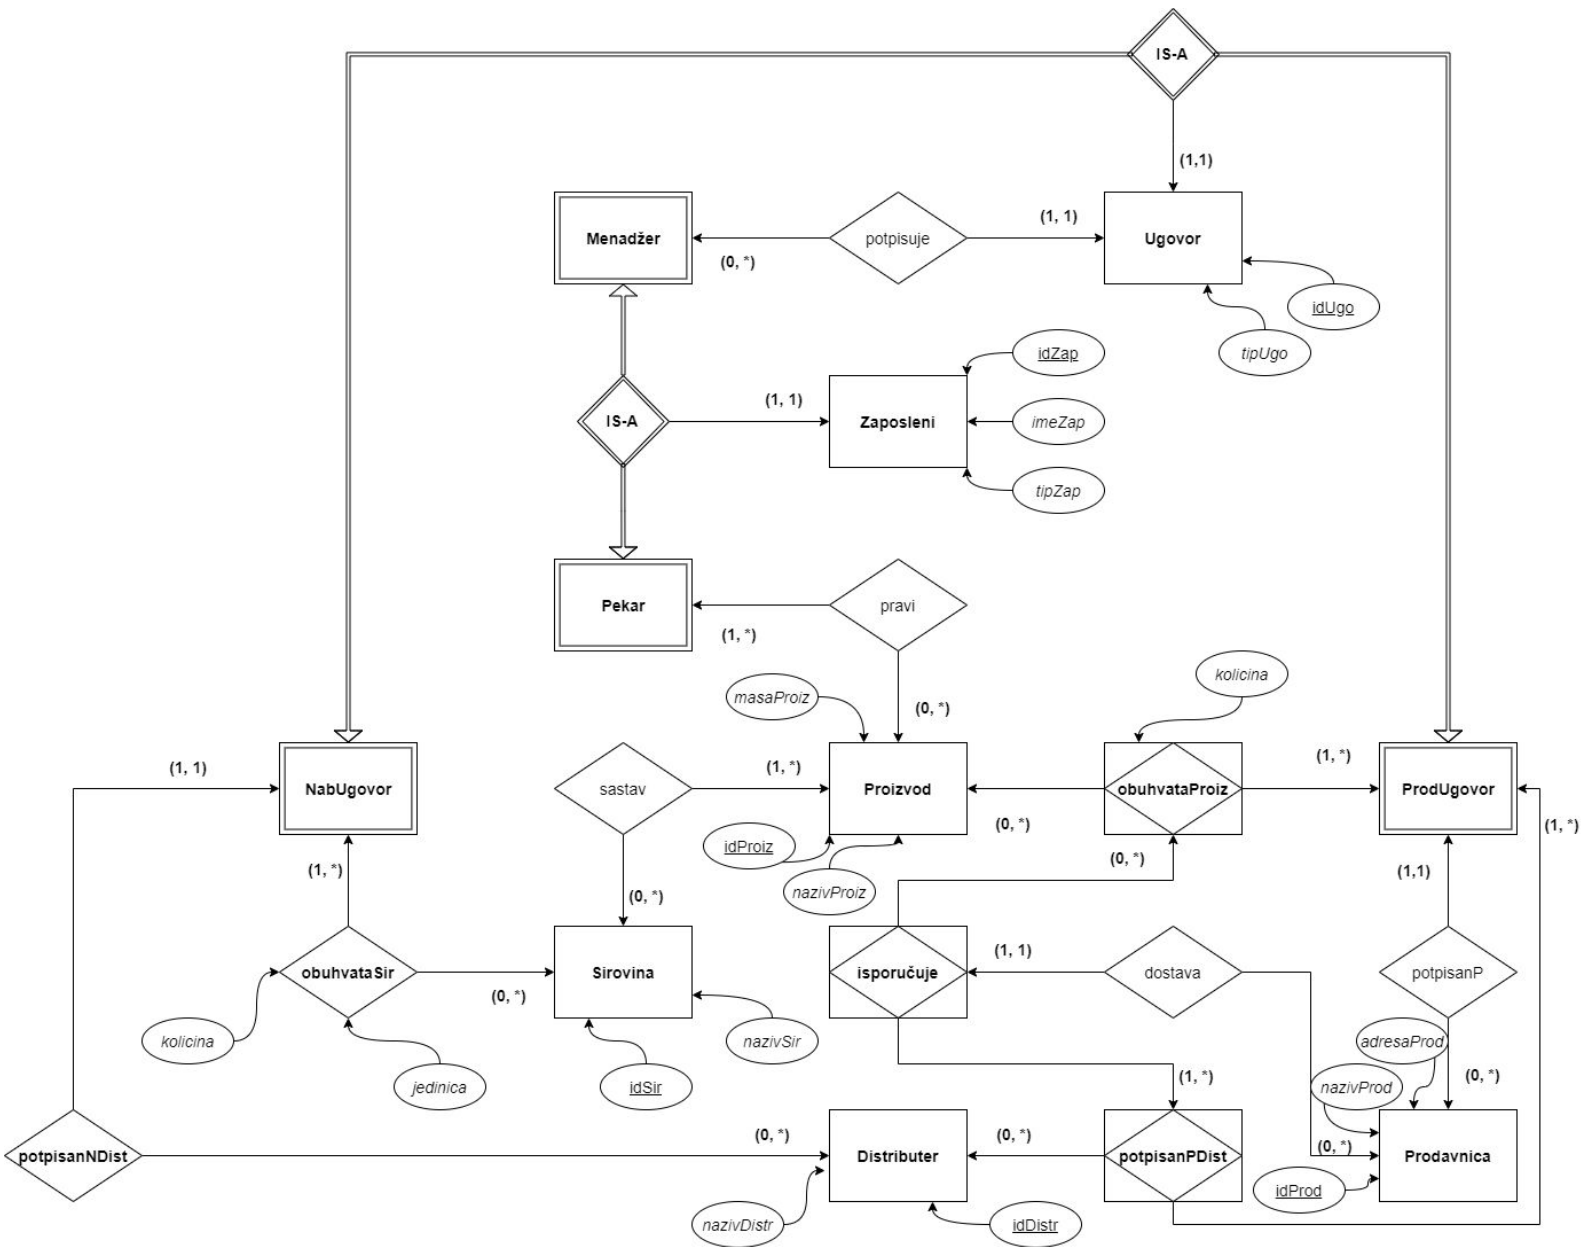 IS-A
(1,1)
Menadžer
potpisuje
(1, 1)
Ugovor
(0, *)
idUgo
tipUgo
idZap
IS-A
(1, 1)
Zaposleni
imeZap
tipZap
Pekar
pravi
(1, *)
kolicina
masaProiz
(0, *)
(1, 1)
NabUgovor
sastav
(1, *)
Proizvod
obuhvataProiz
(1, *)
ProdUgovor
(0, *)
(1, *)
idProiz
nazivProiz
(0, *)
(1, *)
(1,1)
(0, *)
obuhvataSir
(0, *)
Sirovina
isporučuje
(1, 1)
dostava
potpisanP
kolicina
nazivSir
adresaProd
jedinica
idSir
(1, *)
nazivProd
(0, *)
potpisanNDist
(0, *)
Distributer
(0, *)
potpisanPDist
(0, *)
Prodavnica
idProd
nazivDistr
idDistr